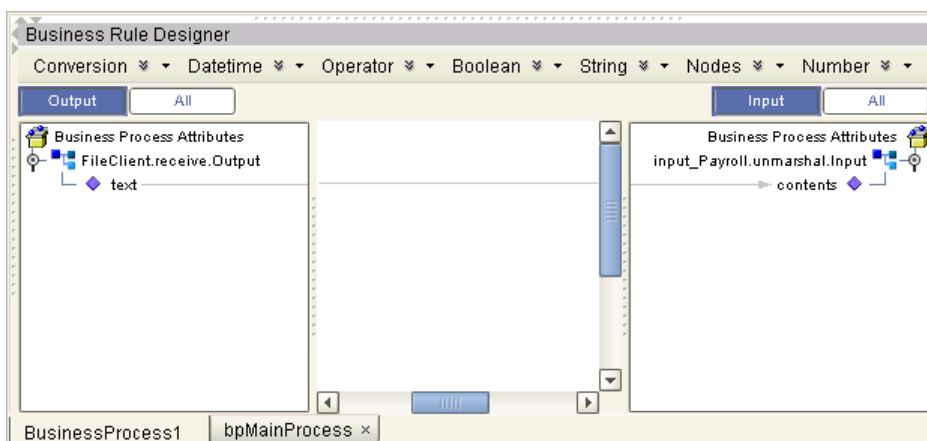 Business Rule Designer
Conversion Datetime Operator Boolean String Nodes Number
Output All Input All
Business Process Attributes Business Process Attributes
FileClient.receive.Output input_Payroll.unmarshal.Input
text contents
BusinessProcess1 bpMainProcess ×